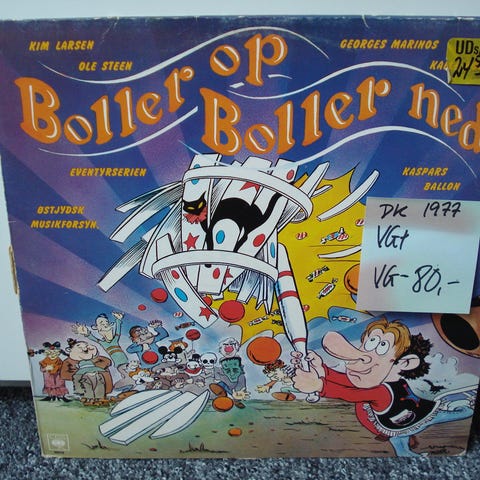 KIM LARSEN
OLE STEEN
GEORGES MARINOS
UDs
24
Boller op
Boller ned
EVENTYRSERIEN
KASPARS
BALLON
ØSTJYDSK
MUSIKFORSYN.
DK 1977
VG+
VG- 80,-
CBS